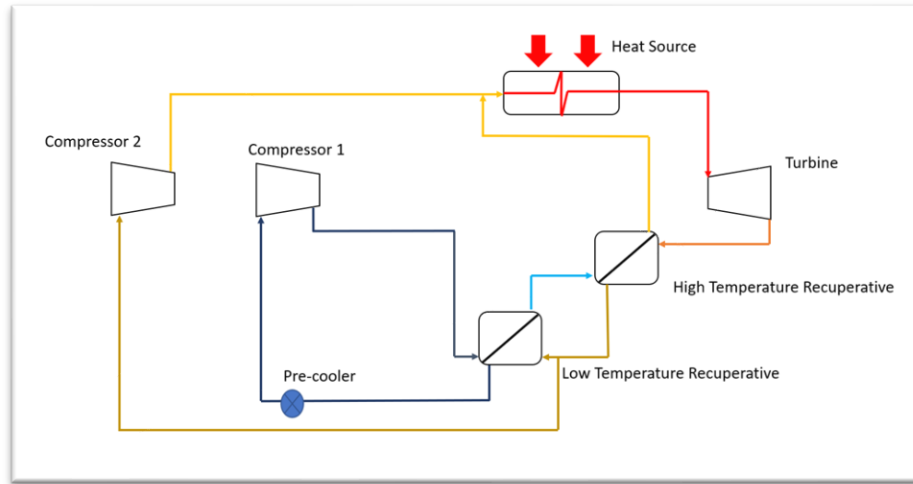 Heat Source
Compressor 2
Compressor 1
Turbine
High Temperature Recuperative
Low Temperature Recuperative
Pre-cooler